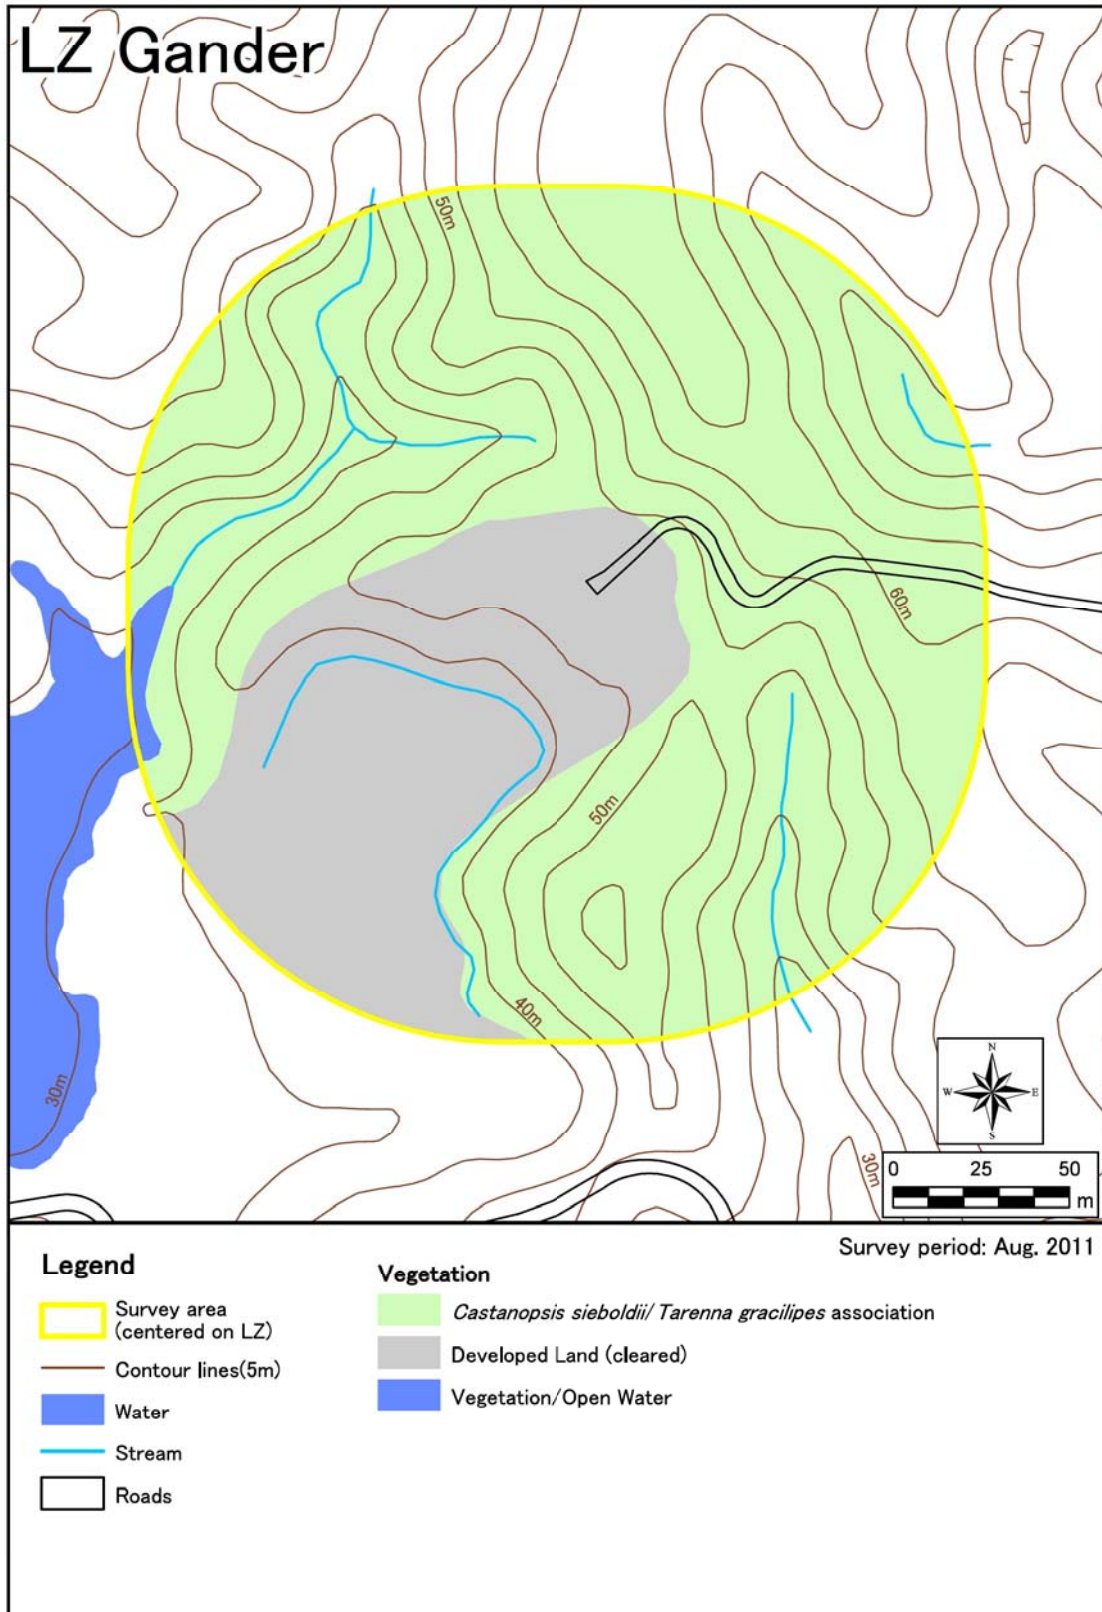 LZ Gander
50m
60m
50m
40m
30m
30m
N
W E
S
0 25 50
m
Survey period: Aug. 2011
Legend
Survey area
(centered on LZ)
Contour lines(5m)
Water
Stream
Roads
Vegetation
Castanopsis sieboldii/ Tarenna gracilipes association
Developed Land (cleared)
Vegetation/Open Water